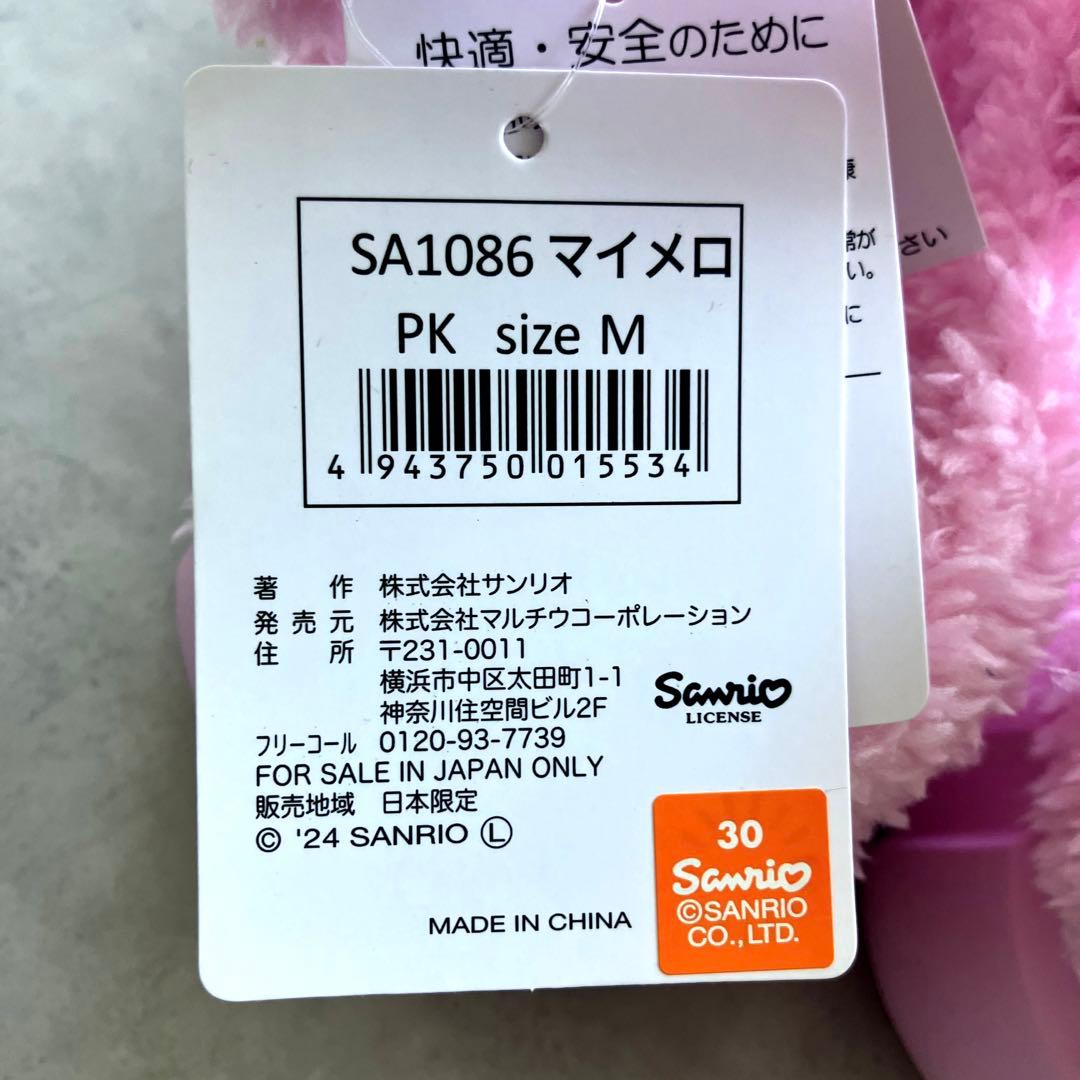 快適・安全のために
SA1086 マイメロ
PK size M
4 943750 015534
著 作 株式会社サンリオ
発売元 株式会社マルチウコーポレーション
住 所 〒231-0011
横浜市中区太田町1-1
神奈川住空間ビル2F
フリーコール 0120-93-7739
FOR SALE IN JAPAN ONLY
販売地域 日本限定
© '24 SANRIO Ⓛ
MADE IN CHINA
Sanrio
LICENSE
30
Sanrio
©SANRIO
CO.,LTD.
さい
い。
に